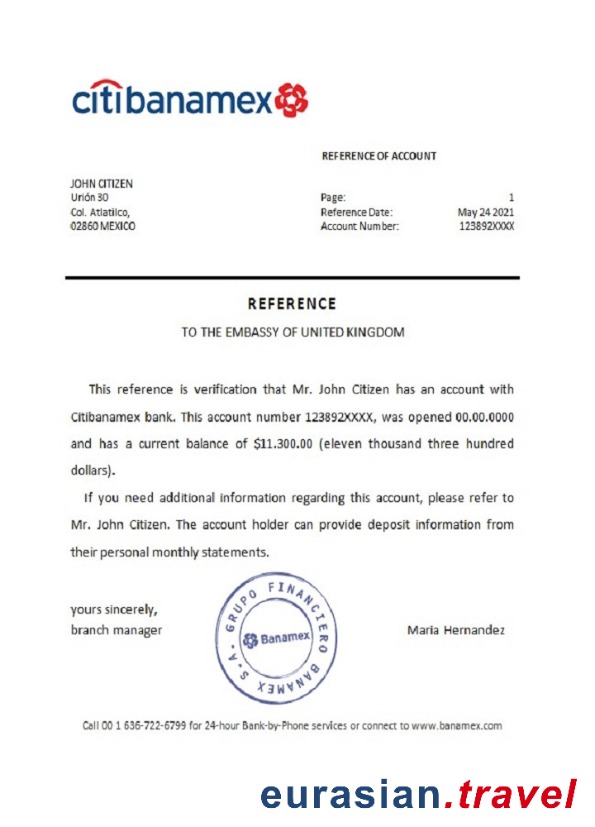 citibanamex
REFERENCE OF ACCOUNT
JOHN CITIZEN
Urión 30
Col. Atlatilco,
02860 MEXICO
Page: 1
Reference Date: May 24 2021
Account Number: 123892XXXX
REFERENCE
TO THE EMBASSY OF UNITED KINGDOM
This reference is verification that Mr. John Citizen has an account with
Citibanamex bank. This account number 123892XXXX, was opened 00.00.0000
and has a current balance of $11.300.00 (eleven thousand three hundred
dollars).
If you need additional information regarding this account, please refer to
Mr. John Citizen. The account holder can provide deposit information from
their personal monthly statements.
yours sincerely,
branch manager
GRUPO FINANCIERO BANAMEX S.A.
Banamex
Maria Hernandez
Call 00 1 636-722-6799 for 24-hour Bank-by-Phone services or connect to www.banamex.com
eurasian.travel